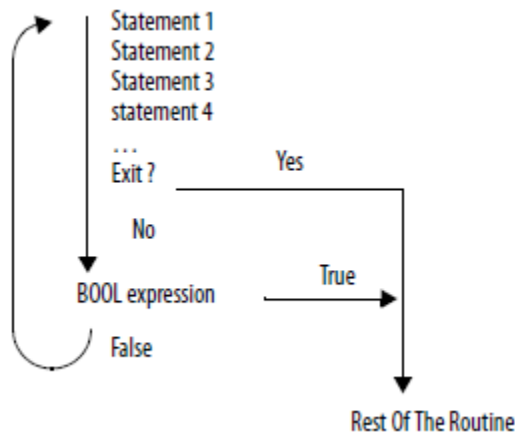 Statement 1
Statement 2
Statement 3
statement 4
...
Exit ?
Yes
No
BOOL expression
True
False
Rest Of The Routine